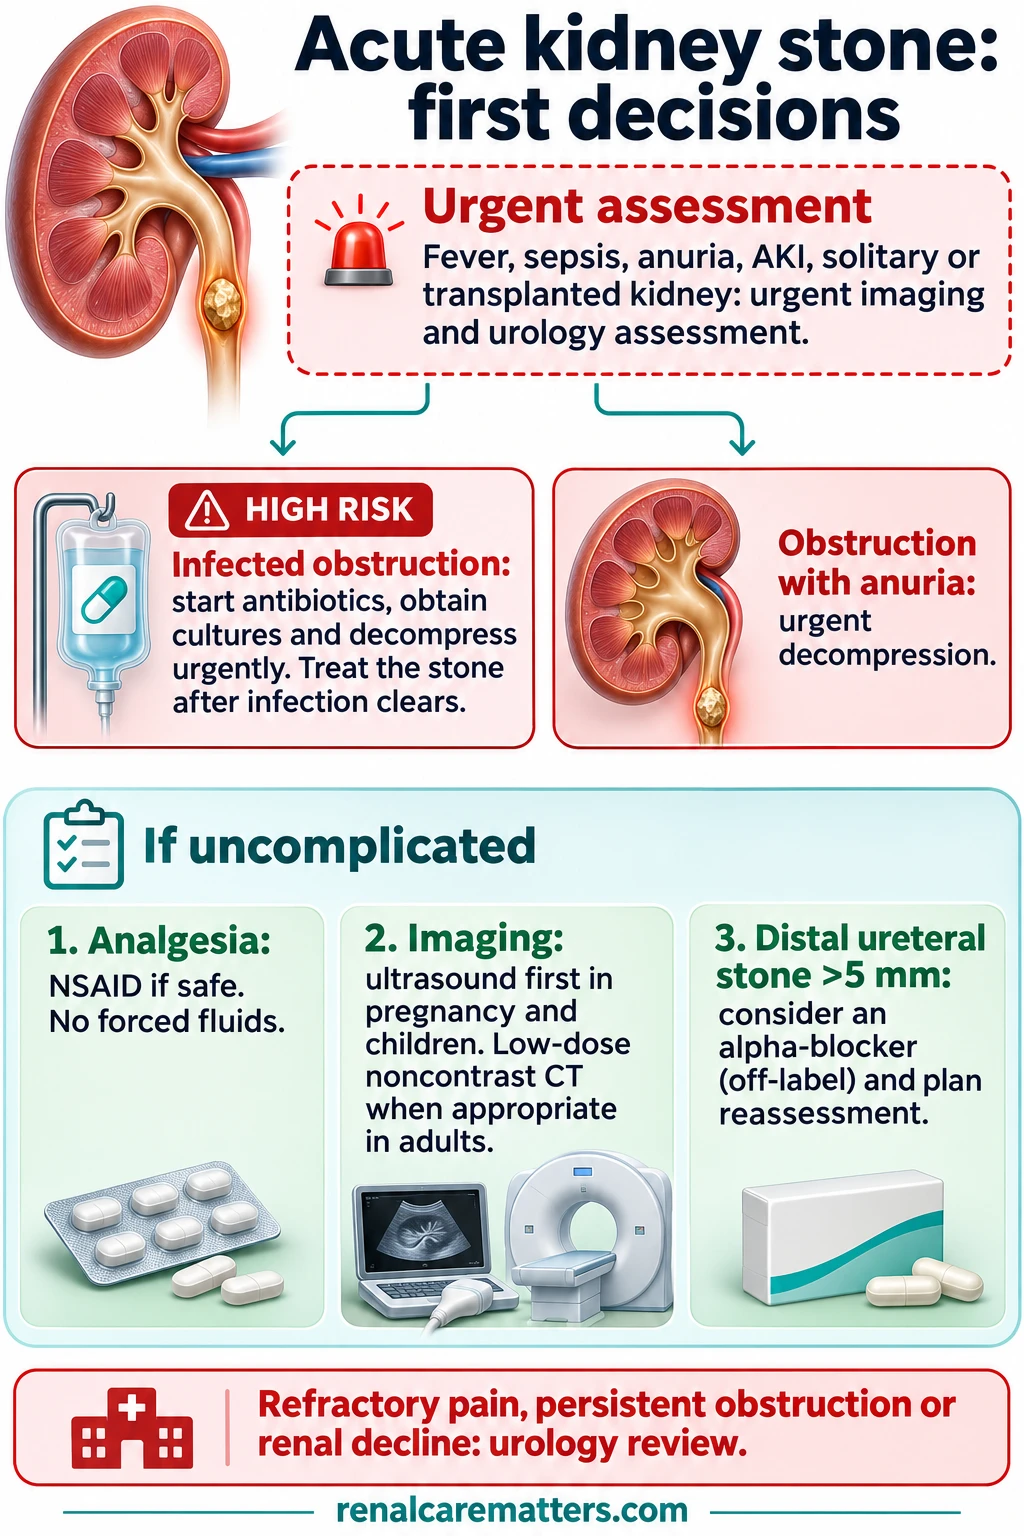 Acute kidney stone:
first decisions
Urgent assessment
Fever, sepsis, anuria, AKI, solitary or
transplanted kidney: urgent imaging
and urology assessment.
HIGH RISK
Infected obstruction:
start antibiotics, obtain
cultures and decompress
urgently. Treat the stone
after infection clears.
Obstruction
with anuria:
urgent
decompression.
If uncomplicated
1. Analgesia:
NSAID if safe.
No forced fluids.
2. Imaging:
ultrasound first in
pregnancy and
children. Low-dose
noncontrast CT
when appropriate
in adults.
3. Distal ureteral
stone >5 mm:
consider an
alpha-blocker
(off-label) and plan
reassessment.
Refractory pain, persistent obstruction or
renal decline: urology review.
renalcarematters.com